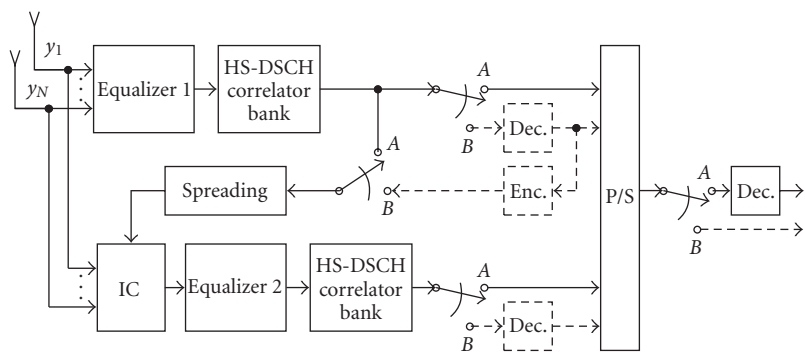 y1
yN
Equalizer 1
HS-DSCH
correlator
bank
A
B
Dec.
A
B
Enc.
Spreading
P/S
A
B
Dec.
IC
Equalizer 2
HS-DSCH
correlator
bank
A
B
Dec.